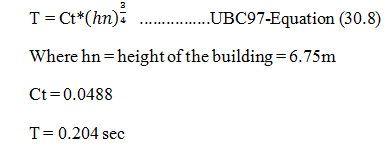 T = Ct*(hn)^(3/4) ................UBC97-Equation (30.8)
Where hn = height of the building = 6.75m
Ct = 0.0488
T = 0.204 sec